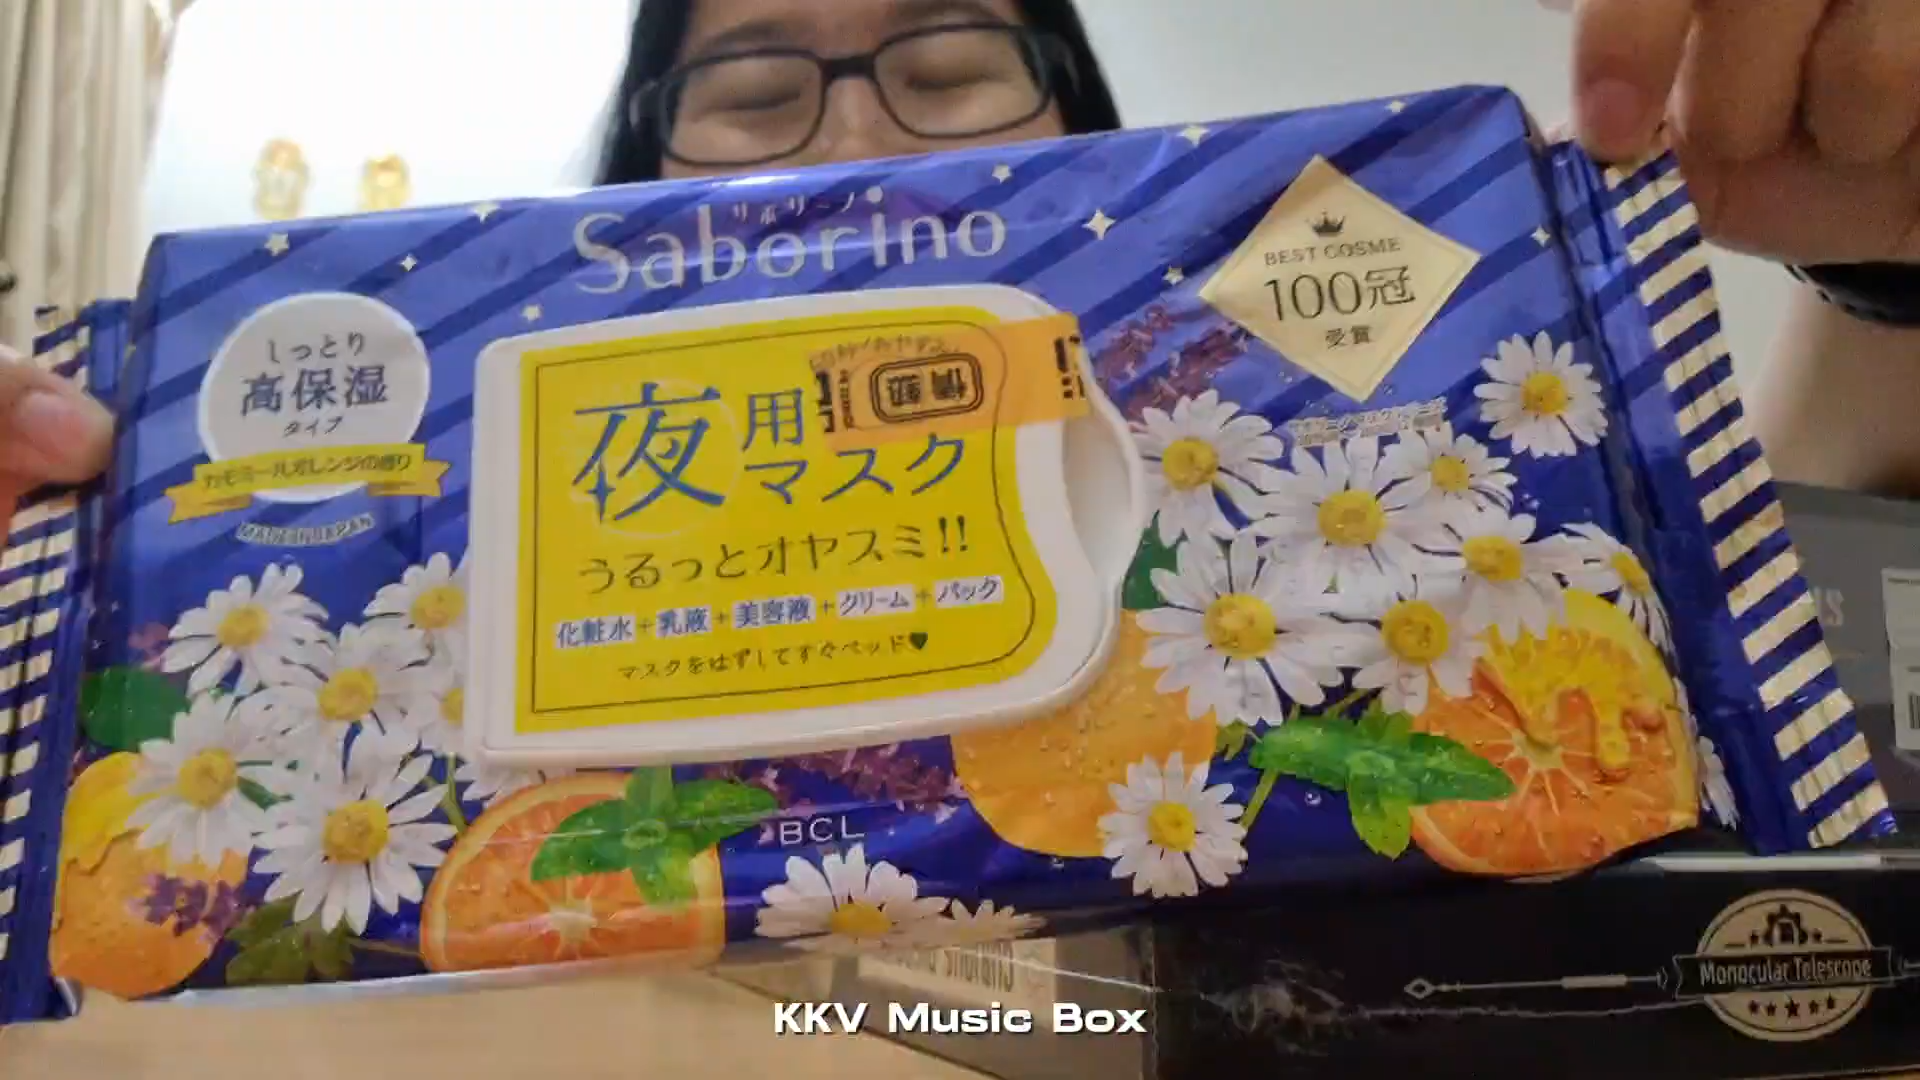 サボリーノ
Saborino
BEST COSME
100冠
受賞
しっとり
高保湿
タイプ
カモミールオレンジの香り
MADE IN JAPAN
夜用
マスク
うるっとオヤスミ!!
化粧水+乳液+美容液+クリーム+パック
マスクをはずしてすぐベッド♥
BCL
Monocular Telescope
KKV Music Box